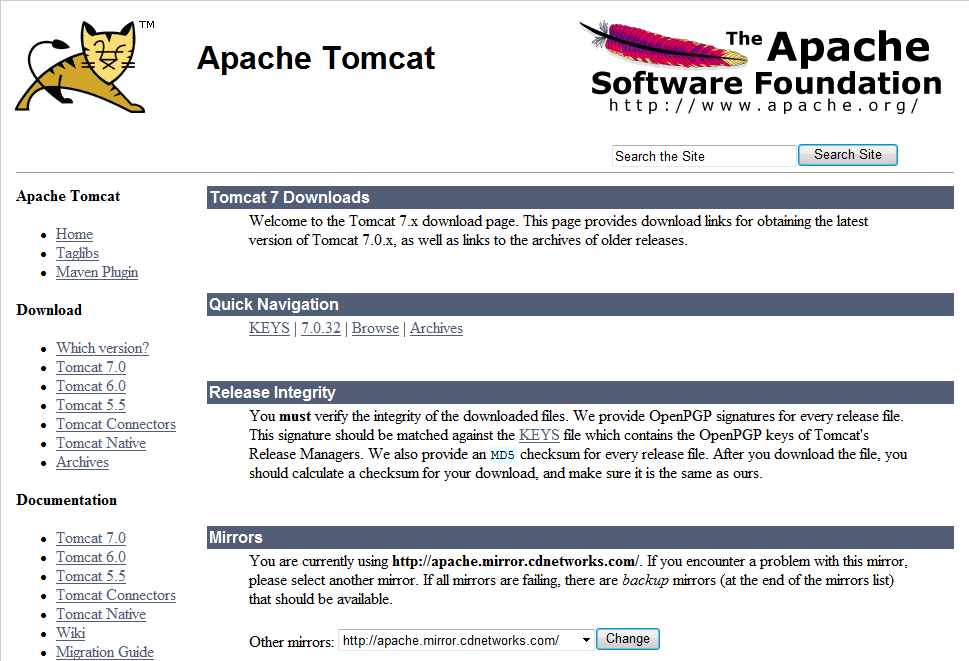 TM
Apache Tomcat
The Apache
Software Foundation
http://www.apache.org/
Search the Site
Search Site
Apache Tomcat
Home
Taglibs
Maven Plugin
Download
Which version?
Tomcat 7.0
Tomcat 6.0
Tomcat 5.5
Tomcat Connectors
Tomcat Native
Archives
Documentation
Tomcat 7.0
Tomcat 6.0
Tomcat 5.5
Tomcat Connectors
Tomcat Native
Wiki
Migration Guide
Tomcat 7 Downloads
Welcome to the Tomcat 7.x download page. This page provides download links for obtaining the latest
version of Tomcat 7.0.x, as well as links to the archives of older releases.
Quick Navigation
KEYS | 7.0.32 | Browse | Archives
Release Integrity
You must verify the integrity of the downloaded files. We provide OpenPGP signatures for every release file.
This signature should be matched against the KEYS file which contains the OpenPGP keys of Tomcat's
Release Managers. We also provide an MD5 checksum for every release file. After you download the file, you
should calculate a checksum for your download, and make sure it is the same as ours.
Mirrors
You are currently using http://apache.mirror.cdnetworks.com/. If you encounter a problem with this mirror,
please select another mirror. If all mirrors are failing, there are backup mirrors (at the end of the mirrors list)
that should be available.
Other mirrors: http://apache.mirror.cdnetworks.com/ Change